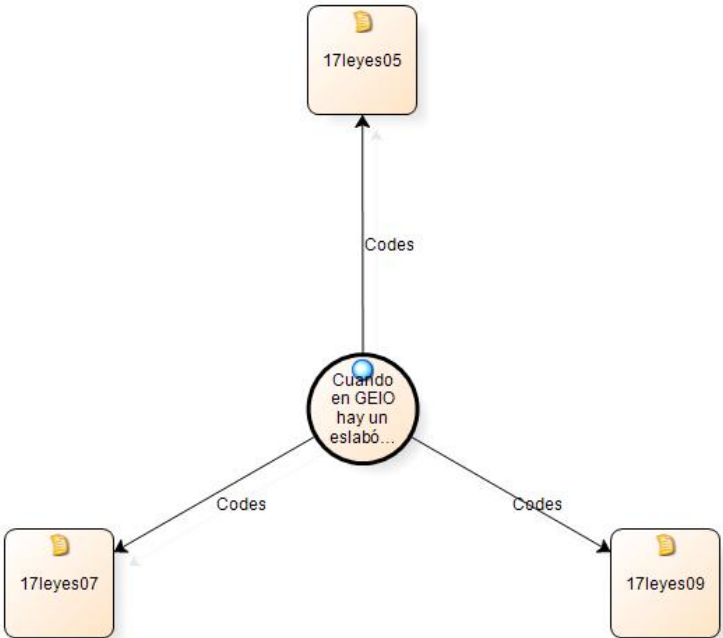 17leyes05
Codes
Cuando
en GEIO
hay un
eslabó...
Codes
Codes
17leyes07
17leyes09